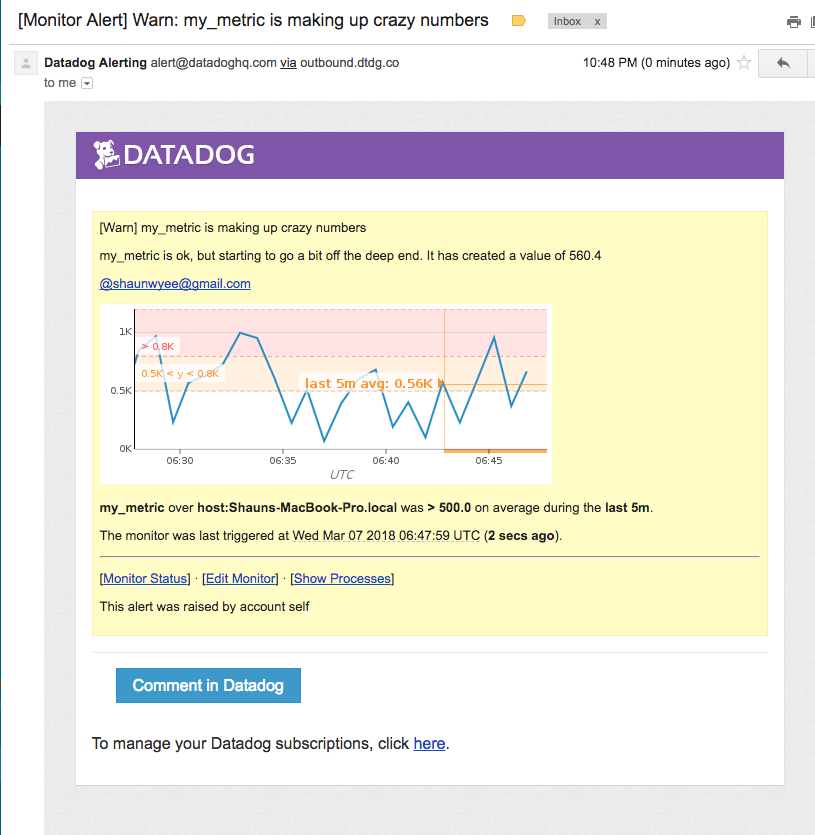 [Monitor Alert] Warn: my_metric is making up crazy numbers
Inbox x
Datadog Alerting alert@datadoghq.com via outbound.dtdg.co
10:48 PM (0 minutes ago)
to me
DATADOG
[Warn] my_metric is making up crazy numbers
my_metric is ok, but starting to go a bit off the deep end. It has created a value of 560.4
@shaunwyee@gmail.com
1K
> 0.8K
0.5K < y < 0.8K
last 5m avg: 0.56K
0.5K
0K
06:30 06:35 06:40 06:45
UTC
my_metric over host:Shauns-MacBook-Pro.local was > 500.0 on average during the last 5m.
The monitor was last triggered at Wed Mar 07 2018 06:47:59 UTC (2 secs ago).
[Monitor Status] · [Edit Monitor] · [Show Processes]
This alert was raised by account self
Comment in Datadog
To manage your Datadog subscriptions, click here.